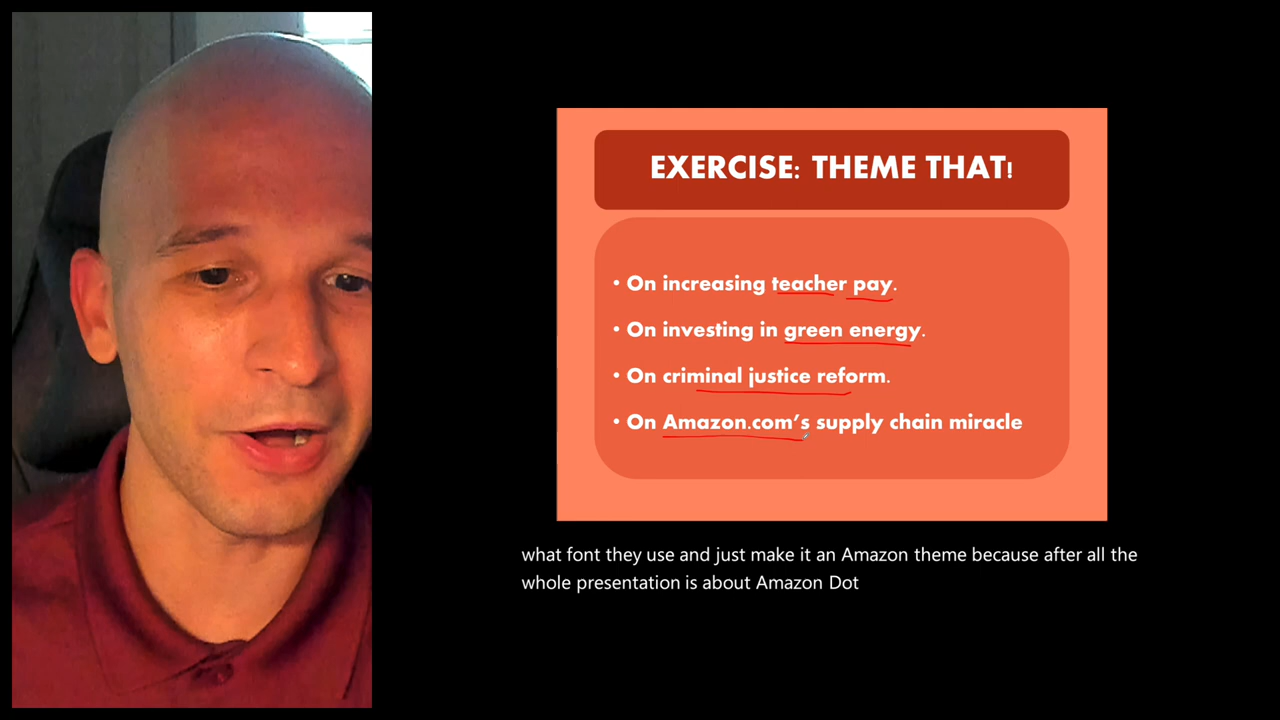 EXERCISE: THEME THAT!
• On increasing teacher pay.
• On investing in green energy.
• On criminal justice reform.
• On Amazon.com’s supply chain miracle
what font they use and just make it an Amazon theme because after all the
whole presentation is about Amazon Dot